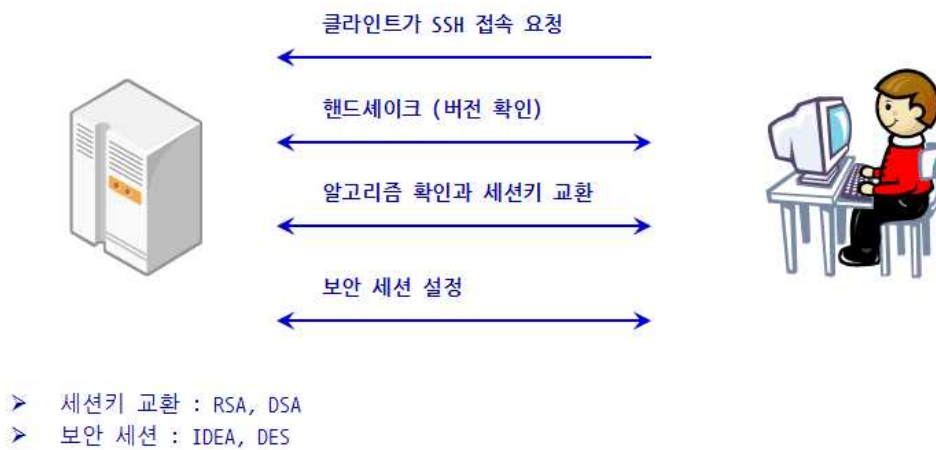 클라인트가 SSH 접속 요청
핸드셰이크 (버전 확인)
알고리즘 확인과 세션키 교환
보안 세션 설정
➢ 세션키 교환 : RSA, DSA
➢ 보안 세션 : IDEA, DES